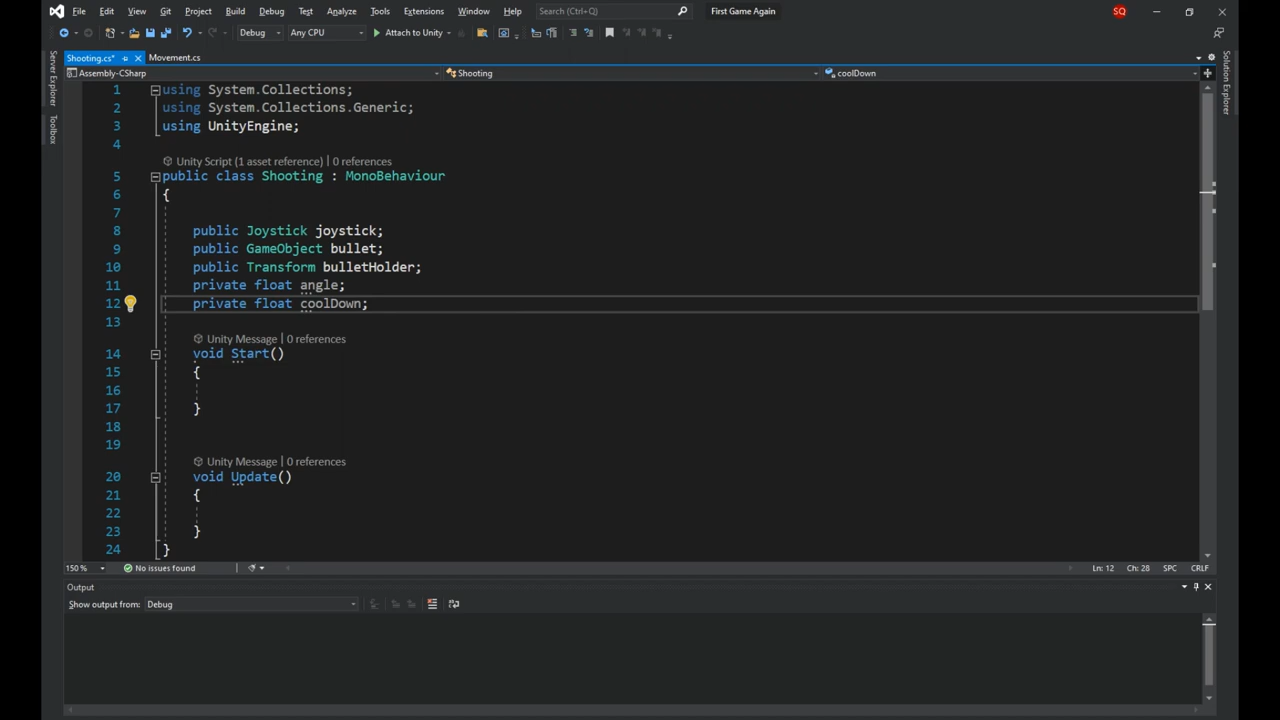 File Edit View Git Project Build Debug Test Analyze Tools Extensions Window Help Search (Ctrl+Q) First Game Again SQ
Debug Any CPU Attach to Unity
Shooting.cs* Movement.cs
Assembly-CSharp Shooting coolDown
Server Explorer
Toolbox
Solution Explorer
1 using System.Collections;
2 using System.Collections.Generic;
3 using UnityEngine;
4
Unity Script (1 asset reference) | 0 references
5 public class Shooting : MonoBehaviour
6 {
7
8 public Joystick joystick;
9 public GameObject bullet;
10 public Transform bulletHolder;
11 private float angle;
12 private float coolDown;
13
Unity Message | 0 references
14 void Start()
15 {
16
17 }
18
19
Unity Message | 0 references
20 void Update()
21 {
22
23 }
24 }
150 % No issues found Ln: 12 Ch: 28 SPC CRLF
Output
Show output from: Debug